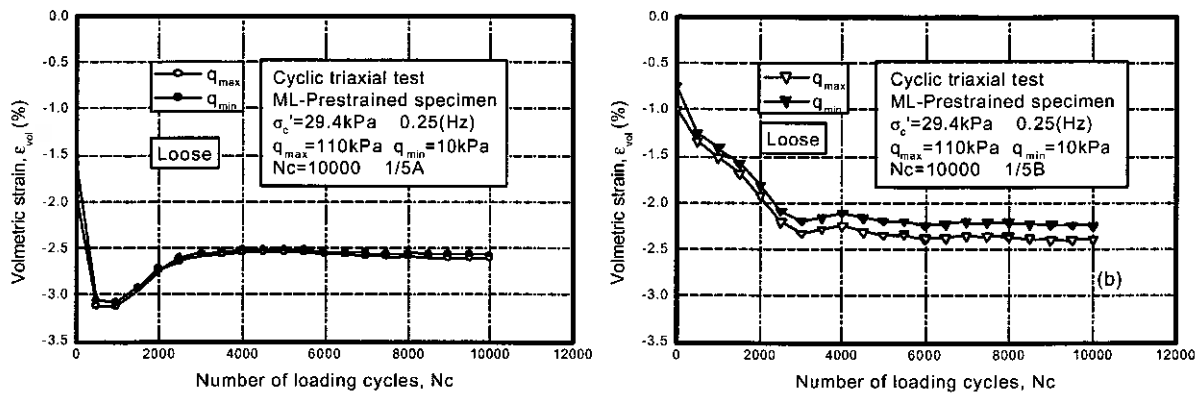 0.0
-0.5
-1.0
-1.5
-2.0
-2.5
-3.0
-3.5
Volmetric strain, εvol (%)
qmax
qmin
Loose
Cyclic triaxial test
ML-Prestrained specimen
σc'=29.4kPa 0.25(Hz)
qmax=110kPa qmin=10kPa
Nc=10000 1/5A
0 2000 4000 6000 8000 10000 12000
Number of loading cycles, Nc
0.0
-0.5
-1.0
-1.5
-2.0
-2.5
-3.0
-3.5
Volmetric strain, εvol (%)
qmax
qmin
Loose
Cyclic triaxial test
ML-Prestrained specimen
σc'=29.4kPa 0.25(Hz)
qmax=110kPa qmin=10kPa
Nc=10000 1/5B
(b)
0 2000 4000 6000 8000 10000 12000
Number of loading cycles, Nc